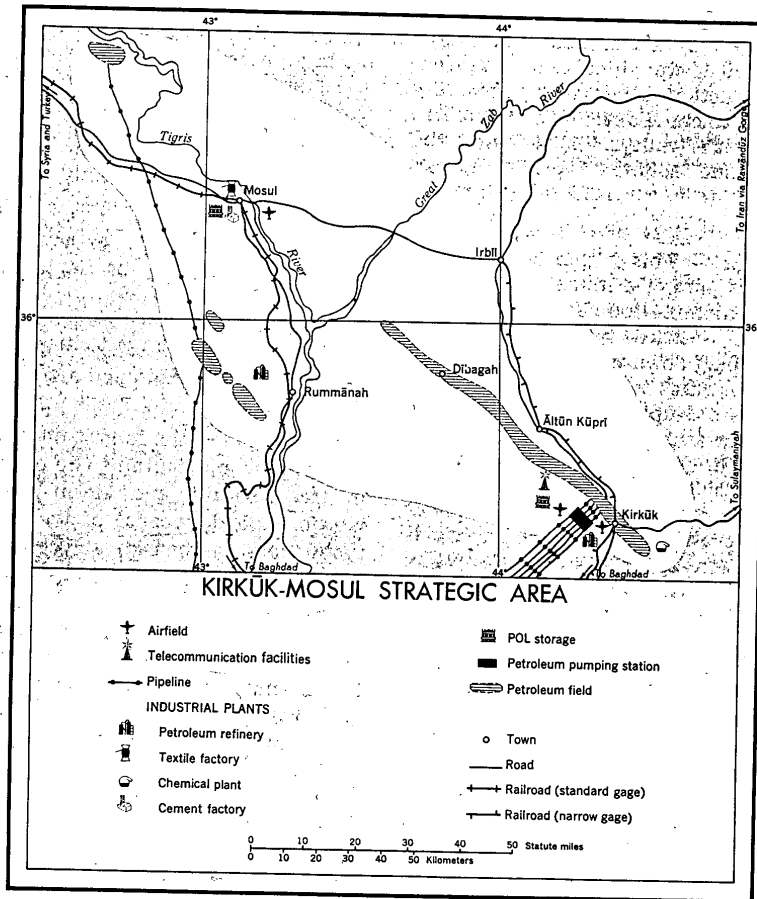 43°
44°
To Syria and Turkey
Tigris
Mosul
River
Great
Zab
River
To Iran via Rawāndūz Gorge
Irbīl
36°
36
Dībagah
Rummānah
Āltūn Kūprī
Kirkūk
To Sulaymaniyah
43°
To Baghdad
44°
To Baghdad
KIRKŪK-MOSUL STRATEGIC AREA
Airfield
Telecommunication facilities
Pipeline
INDUSTRIAL PLANTS
Petroleum refinery
Textile factory
Chemical plant
Cement factory
POL storage
Petroleum pumping station
Petroleum field
Town
Road
Railroad (standard gage)
Railroad (narrow gage)
0 10 20 30 40 50 Statute miles
0 10 20 30 40 50 Kilometers